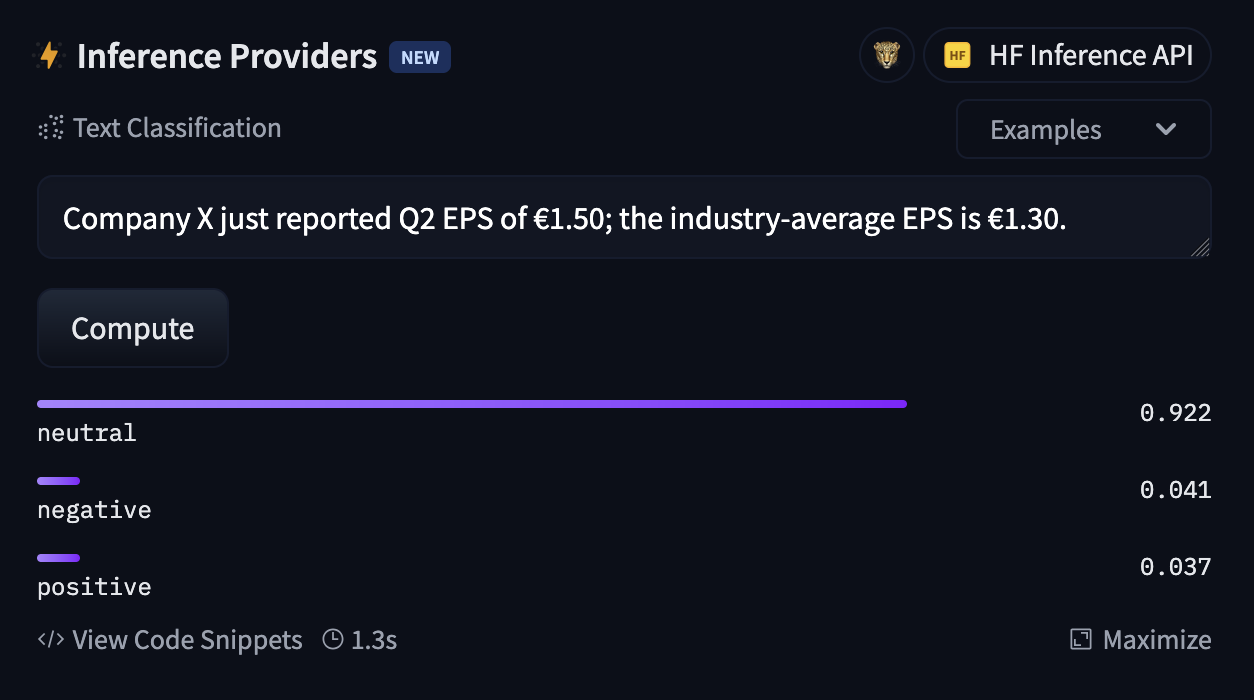 Inference Providers NEW
HF HF Inference API
Text Classification
Examples
Company X just reported Q2 EPS of €1.50; the industry-average EPS is €1.30.
Compute
neutral 0.922
negative 0.041
positive 0.037
</> View Code Snippets 1.3s
Maximize